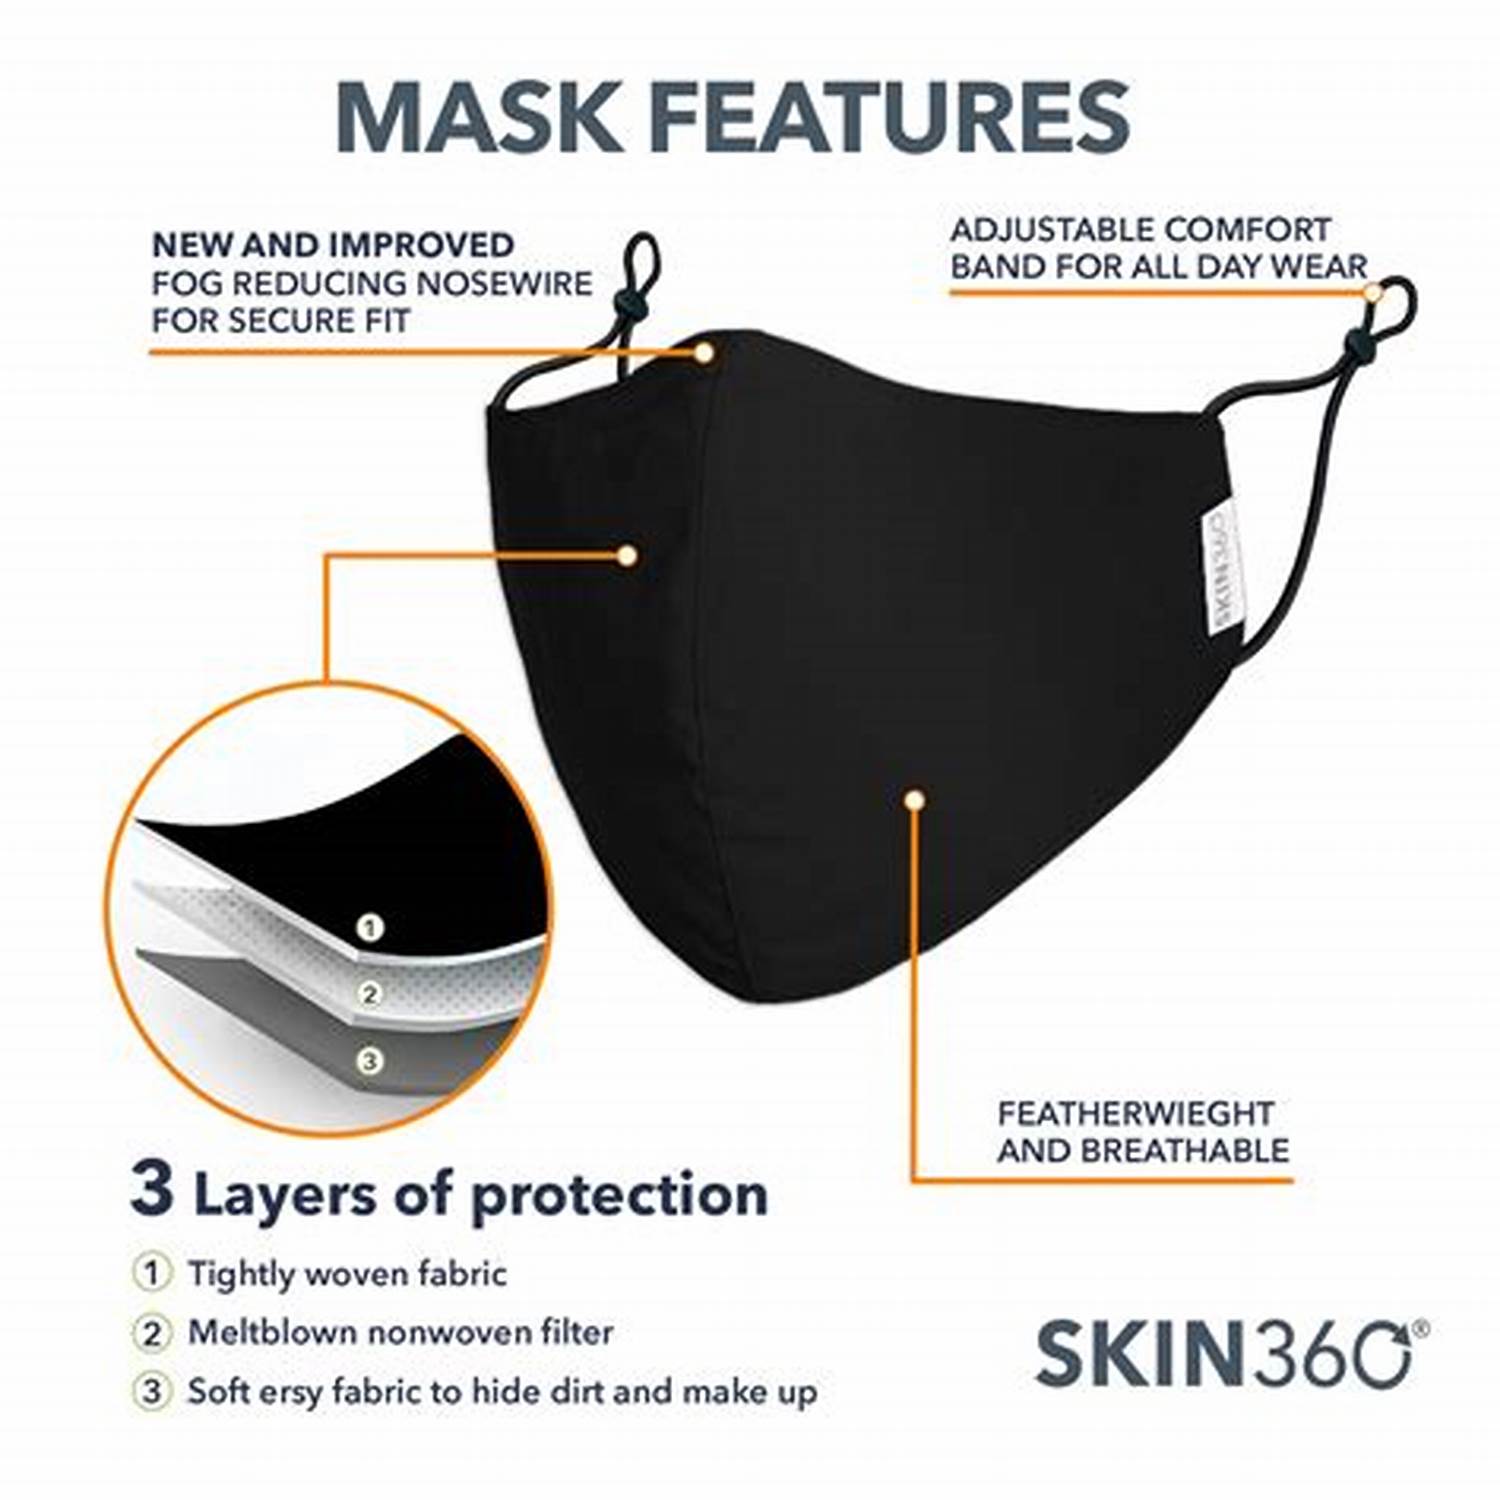 MASK FEATURES
NEW AND IMPROVED
FOG REDUCING NOSEWIRE
FOR SECURE FIT
ADJUSTABLE COMFORT
BAND FOR ALL DAY WEAR
SKIN360
1
2
3
FEATHERWIEGHT
AND BREATHABLE
3 Layers of protection
1 Tightly woven fabric
2 Meltblown nonwoven filter
3 Soft ersy fabric to hide dirt and make up
SKIN360®